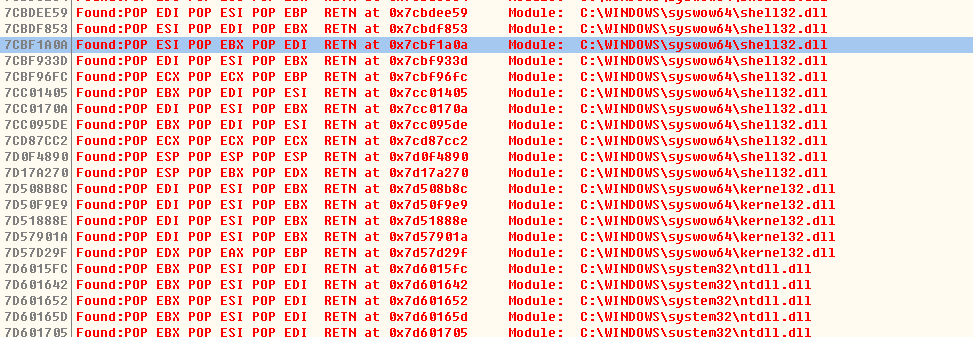 7CBDEE59 Found:POP EDI POP ESI POP EBP  RETN at 0x7cbdee59    Module:  C:\WINDOWS\syswow64\shell32.dll
7CBDF853 Found:POP ESI POP EDI POP EBX  RETN at 0x7cbdf853    Module:  C:\WINDOWS\syswow64\shell32.dll
7CBF1A0A Found:POP ESI POP EBX POP EDI  RETN at 0x7cbf1a0a    Module:  C:\WINDOWS\syswow64\shell32.dll
7CBF933D Found:POP EDI POP ESI POP EBX  RETN at 0x7cbf933d    Module:  C:\WINDOWS\syswow64\shell32.dll
7CBF96FC Found:POP ECX POP ECX POP EBP  RETN at 0x7cbf96fc    Module:  C:\WINDOWS\syswow64\shell32.dll
7CC01405 Found:POP EBX POP EDI POP ESI  RETN at 0x7cc01405    Module:  C:\WINDOWS\syswow64\shell32.dll
7CC0170A Found:POP ESI POP EDI POP EBX  RETN at 0x7cc0170a    Module:  C:\WINDOWS\syswow64\shell32.dll
7CC095DE Found:POP EBX POP EDI POP ESI  RETN at 0x7cc095de    Module:  C:\WINDOWS\syswow64\shell32.dll
7CD87CC2 Found:POP ECX POP ECX POP ECX  RETN at 0x7cd87cc2    Module:  C:\WINDOWS\syswow64\shell32.dll
7D0F4890 Found:POP ESP POP ESP POP ESP  RETN at 0x7d0f4890    Module:  C:\WINDOWS\syswow64\shell32.dll
7D17A270 Found:POP ESP POP EBX POP EDX  RETN at 0x7d17a270    Module:  C:\WINDOWS\syswow64\shell32.dll
7D508B8C Found:POP EDI POP ESI POP EBX  RETN at 0x7d508b8c    Module:  C:\WINDOWS\syswow64\kernel32.dll
7D50F9E9 Found:POP EDI POP ESI POP EBX  RETN at 0x7d50f9e9    Module:  C:\WINDOWS\syswow64\kernel32.dll
7D51888E Found:POP EDI POP ESI POP EBX  RETN at 0x7d51888e    Module:  C:\WINDOWS\syswow64\kernel32.dll
7D57901A Found:POP EDI POP ESI POP EBX  RETN at 0x7d57901a    Module:  C:\WINDOWS\syswow64\kernel32.dll
7D57D29F Found:POP EDX POP EAX POP EBP  RETN at 0x7d57d29f    Module:  C:\WINDOWS\syswow64\kernel32.dll
7D6015FC Found:POP EBX POP ESI POP EDI  RETN at 0x7d6015fc    Module:  C:\WINDOWS\system32\ntdll.dll
7D601642 Found:POP EBX POP ESI POP EDI  RETN at 0x7d601642    Module:  C:\WINDOWS\system32\ntdll.dll
7D601652 Found:POP EBX POP ESI POP EDI  RETN at 0x7d601652    Module:  C:\WINDOWS\system32\ntdll.dll
7D60165D Found:POP EBX POP ESI POP EDI  RETN at 0x7d60165d    Module:  C:\WINDOWS\system32\ntdll.dll
7D601705 Found:POP EBX POP ESI POP EDI  RETN at 0x7d601705    Module:  C:\WINDOWS\system32\ntdll.dll